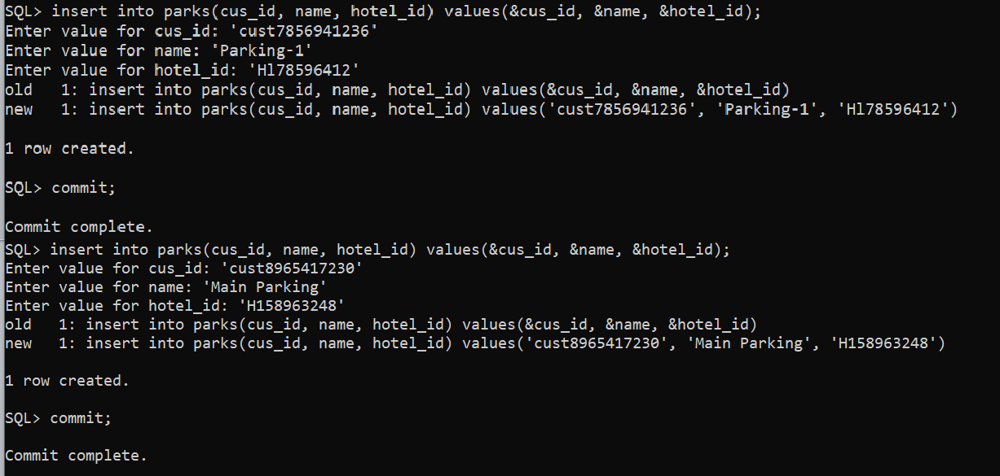 SQL> insert into parks(cus_id, name, hotel_id) values(&cus_id, &name, &hotel_id);
Enter value for cus_id: 'cust7856941236'
Enter value for name: 'Parking-1'
Enter value for hotel_id: 'Hl78596412'
old   1: insert into parks(cus_id, name, hotel_id) values(&cus_id, &name, &hotel_id)
new   1: insert into parks(cus_id, name, hotel_id) values('cust7856941236', 'Parking-1', 'Hl78596412')
1 row created.
SQL> commit;
Commit complete.
SQL> insert into parks(cus_id, name, hotel_id) values(&cus_id, &name, &hotel_id);
Enter value for cus_id: 'cust8965417230'
Enter value for name: 'Main Parking'
Enter value for hotel_id: 'H158963248'
old   1: insert into parks(cus_id, name, hotel_id) values(&cus_id, &name, &hotel_id)
new   1: insert into parks(cus_id, name, hotel_id) values('cust8965417230', 'Main Parking', 'H158963248')
1 row created.
SQL> commit;
Commit complete.